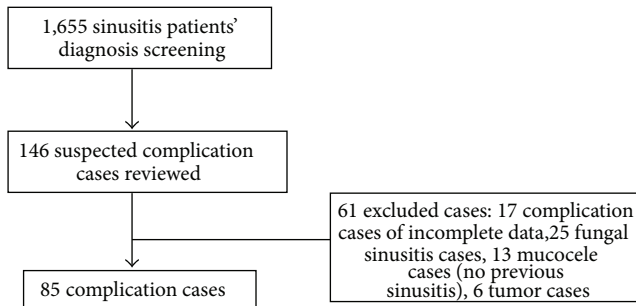 1,655 sinusitis patients’
diagnosis screening
146 suspected complication
cases reviewed
61 excluded cases: 17 complication
cases of incomplete data,25 fungal
sinusitis cases, 13 mucocele
cases (no previous
sinusitis), 6 tumor cases
85 complication cases